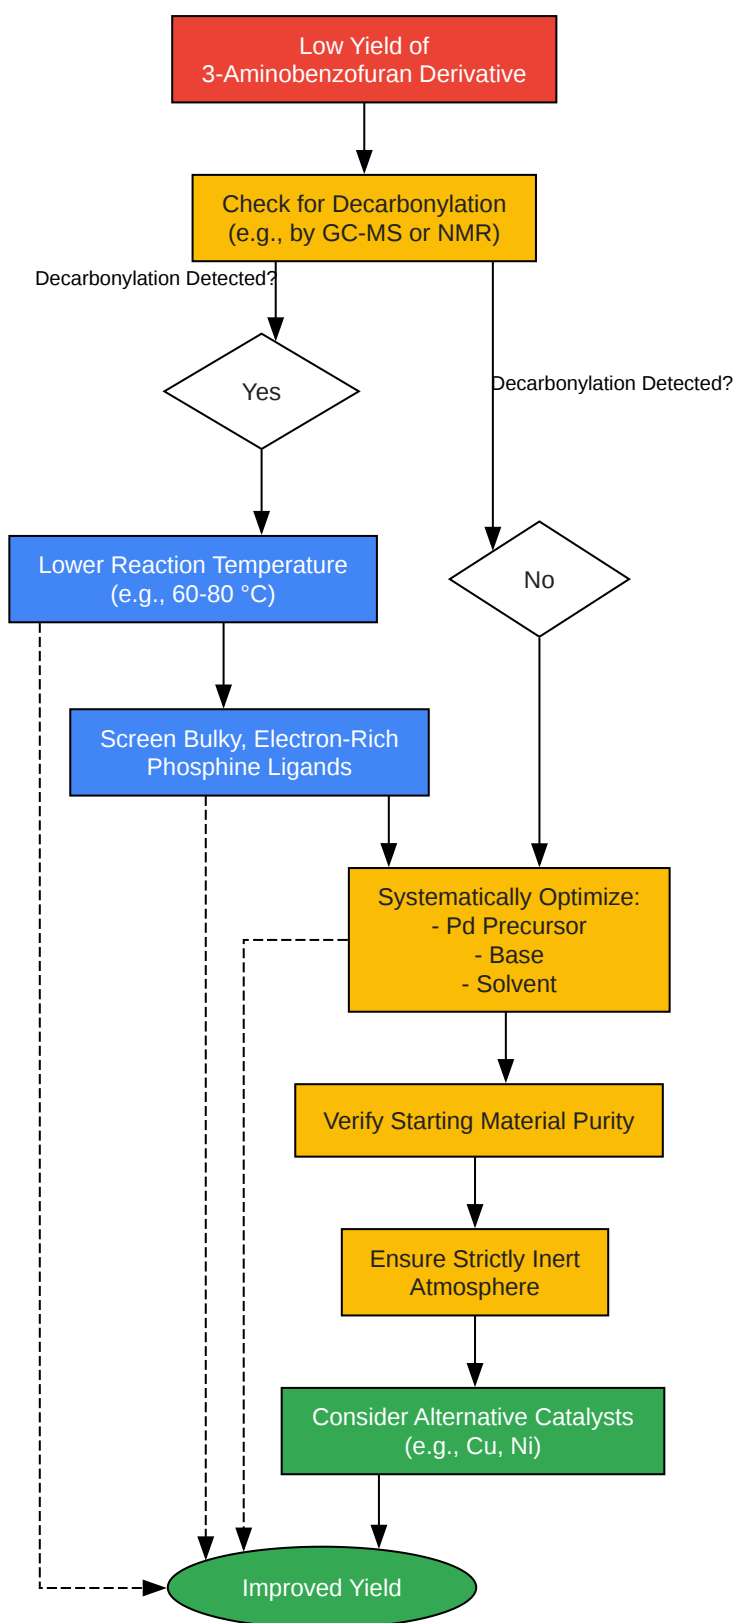 Low Yield of
3-Aminobenzofuran Derivative
Check for Decarbonylation
(e.g., by GC-MS or NMR)
Decarbonylation Detected?
Decarbonylation Detected?
Yes
Lower Reaction Temperature
(e.g., 60-80 °C)
No
Screen Bulky, Electron-Rich
Phosphine Ligands
Systematically Optimize:
- Pd Precursor
- Base
- Solvent
Verify Starting Material Purity
Ensure Strictly Inert
Atmosphere
Consider Alternative Catalysts
(e.g., Cu, Ni)
Improved Yield